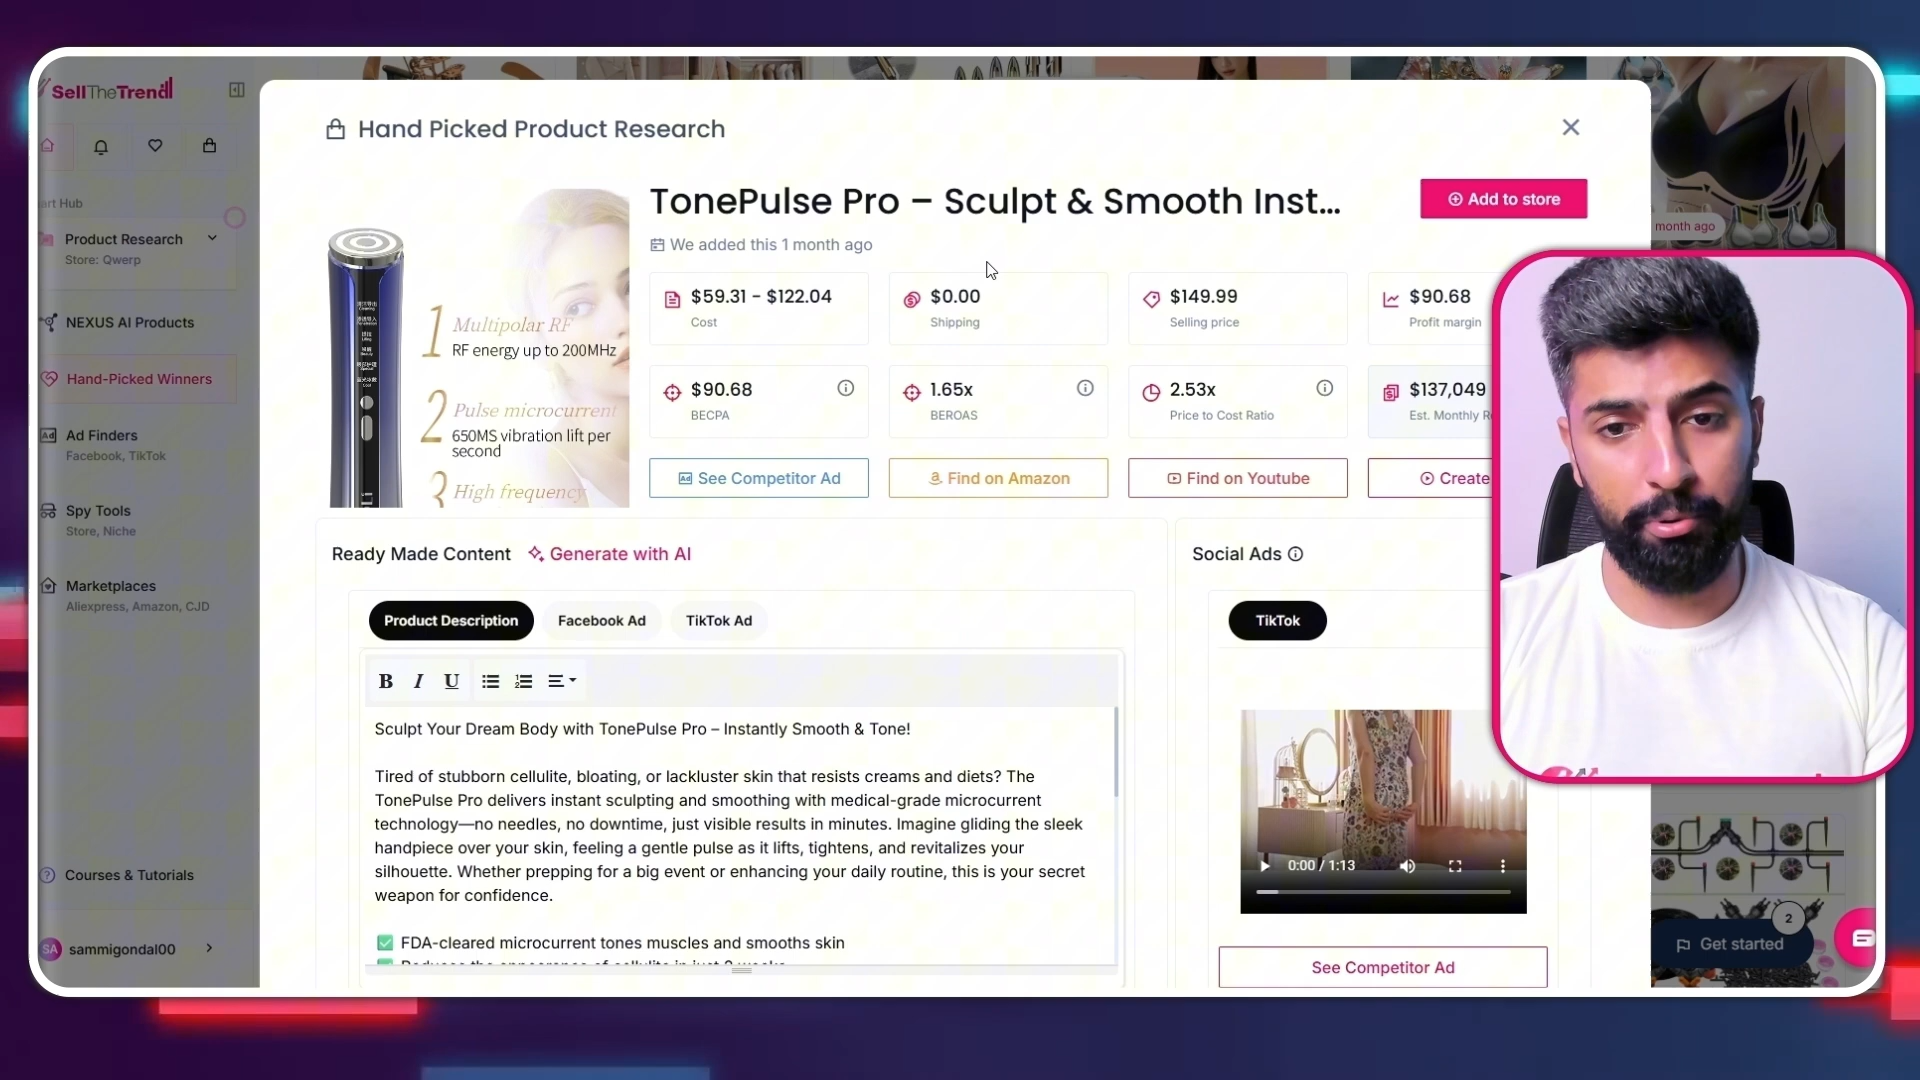 SellTheTrend
Hand Picked Product Research
art Hub
Product Research
Store: Qwerp
NEXUS AI Products
Hand-Picked Winners
Ad Finders
Facebook, TikTok
Spy Tools
Store, Niche
Marketplaces
Aliexpress, Amazon, CJD
Courses & Tutorials
SA sammigondal00
1 Multipolar RF
RF energy up to 200MHz
2 Pulse microcurrent
650MS vibration lift per
second
3 High frequency
TonePulse Pro – Sculpt & Smooth Inst...
Add to store
We added this 1 month ago
$59.31 - $122.04
Cost
$0.00
Shipping
$149.99
Selling price
$90.68
Profit margin
$90.68
BECPA
1.65x
BEROAS
2.53x
Price to Cost Ratio
$137,049
Est. Monthly R
Ad See Competitor Ad
Find on Amazon
Find on Youtube
Create
Ready Made Content
Generate with AI
Product Description
Facebook Ad
TikTok Ad
B I U
Sculpt Your Dream Body with TonePulse Pro – Instantly Smooth & Tone!
Tired of stubborn cellulite, bloating, or lackluster skin that resists creams and diets? The
TonePulse Pro delivers instant sculpting and smoothing with medical-grade microcurrent
technology—no needles, no downtime, just visible results in minutes. Imagine gliding the sleek
handpiece over your skin, feeling a gentle pulse as it lifts, tightens, and revitalizes your
silhouette. Whether prepping for a big event or enhancing your daily routine, this is your secret
weapon for confidence.
✅ FDA-cleared microcurrent tones muscles and smooths skin
Social Ads
TikTok
0:00 / 1:13
See Competitor Ad
month ago
2
Get started